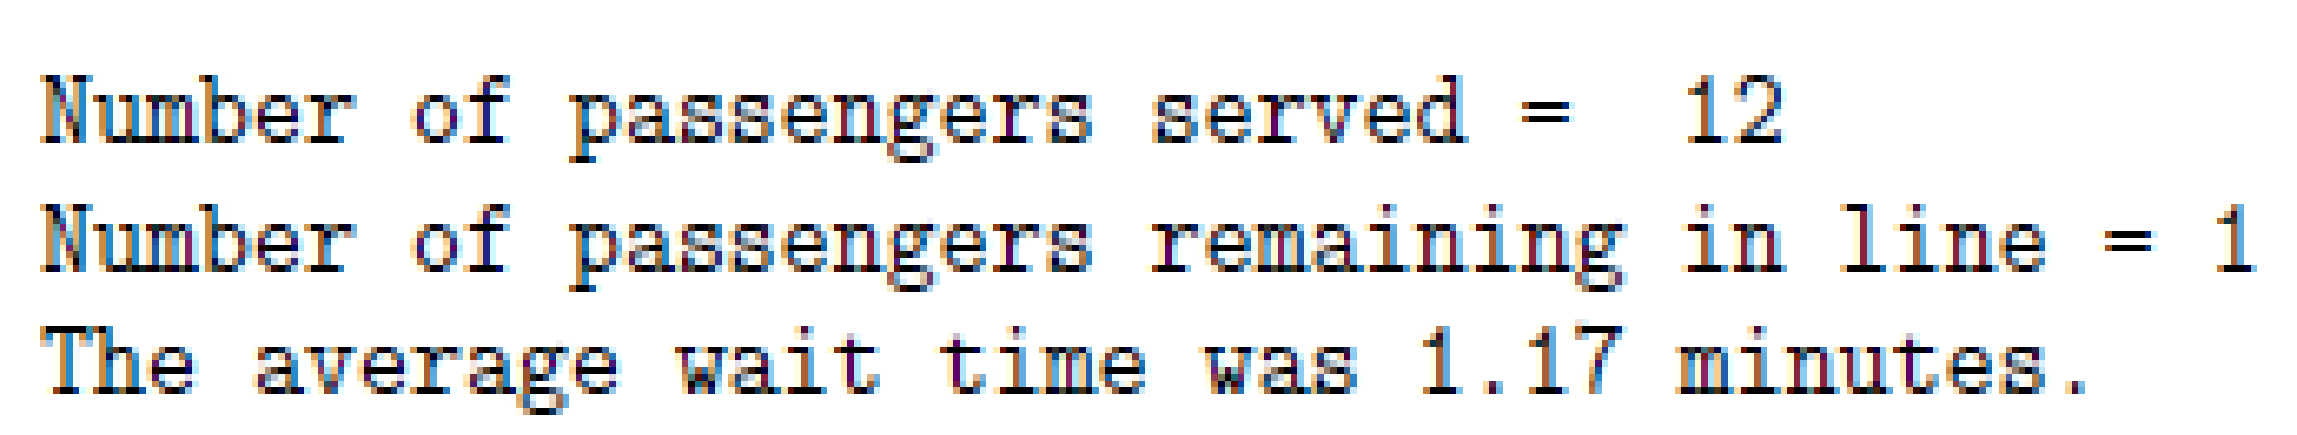 Number of passengers served =  12
Number of passengers remaining in line = 1
The average wait time was 1.17 minutes.